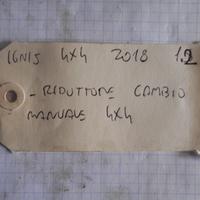 IGNIS 4X4 2018 1.2
- RIDUTTORE CAMBIO
MANUALE 4X4